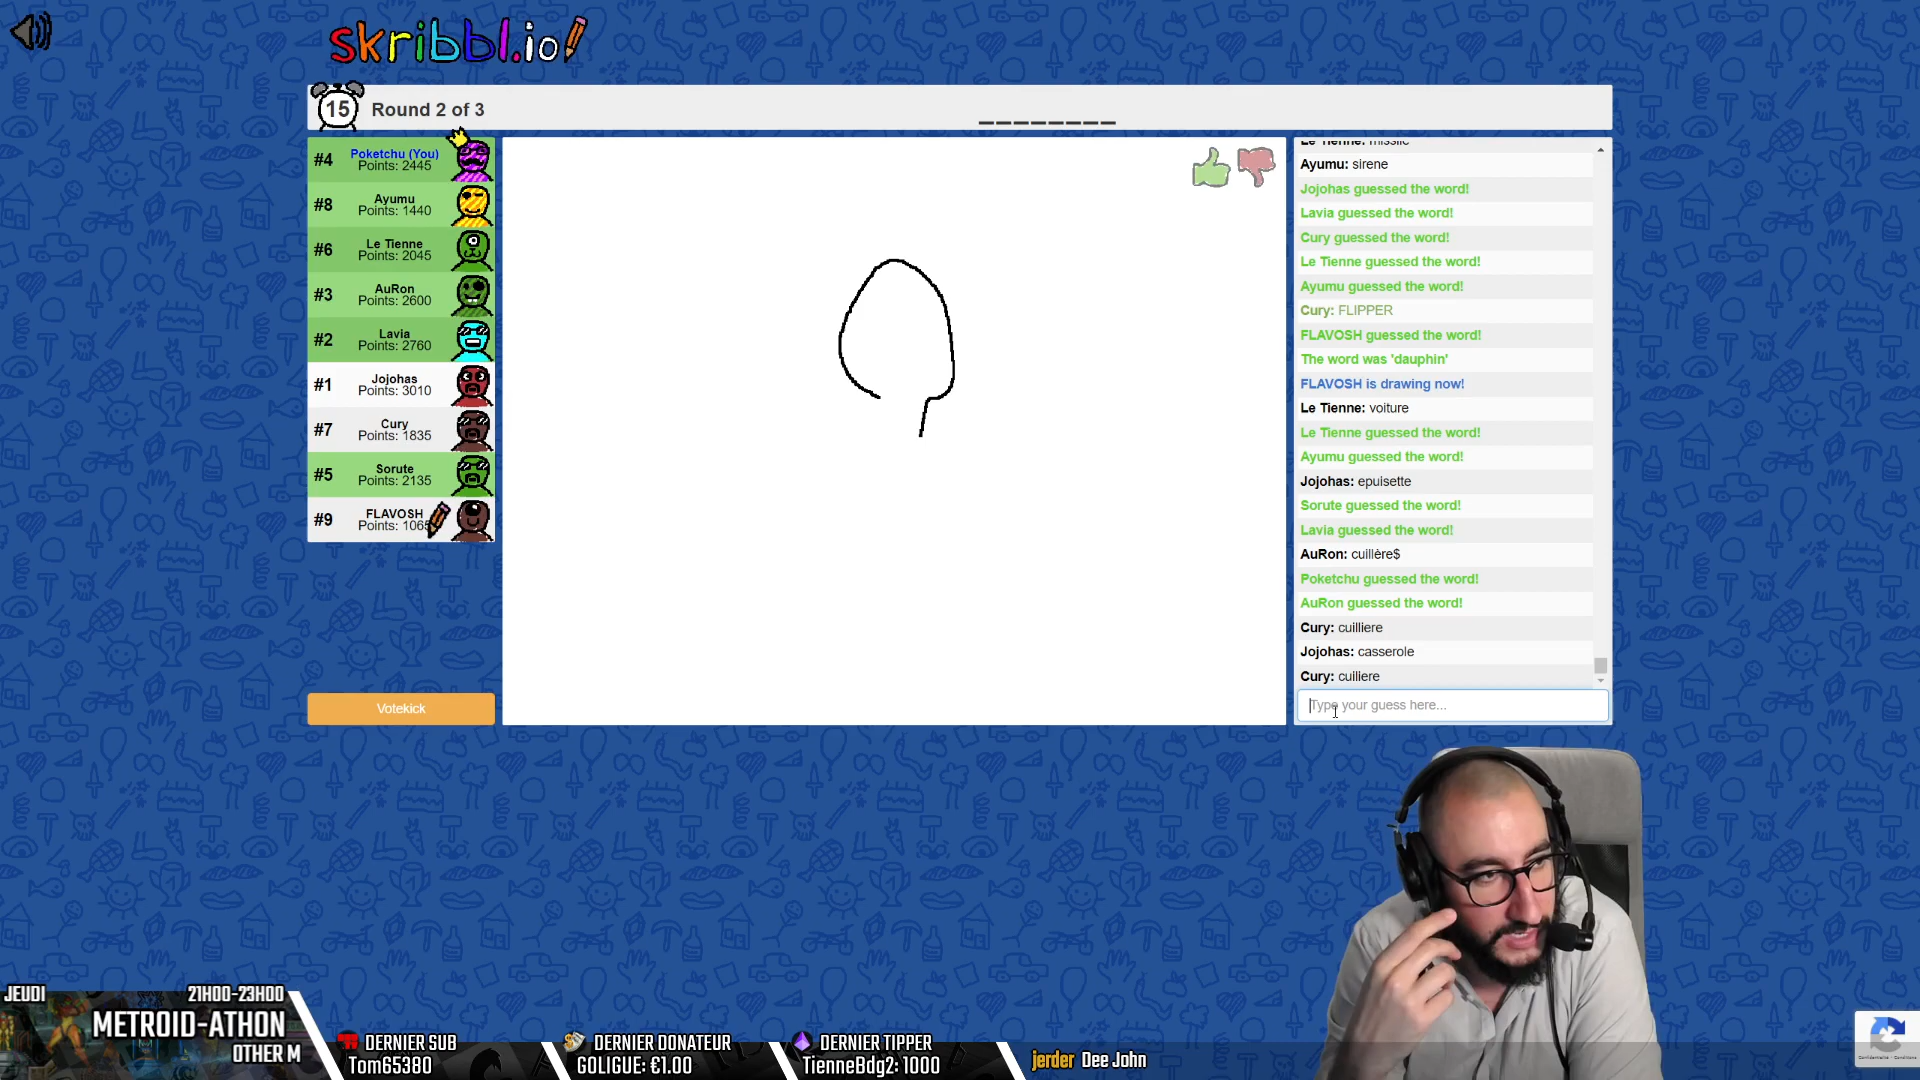 skribbl.io
15
Round 2 of 3
________
#4
Poketchu (You)
Points: 2445
#8
Ayumu
Points: 1440
#6
Le Tienne
Points: 2045
#3
AuRon
Points: 2600
#2
Lavia
Points: 2760
#1
Jojohas
Points: 3010
#7
Cury
Points: 1835
#5
Sorute
Points: 2135
#9
FLAVOSH
Points: 1065
Votekick
Le Tienne: missile
Ayumu: sirene
Jojohas guessed the word!
Lavia guessed the word!
Cury guessed the word!
Le Tienne guessed the word!
Ayumu guessed the word!
Cury: FLIPPER
FLAVOSH guessed the word!
The word was 'dauphin'
FLAVOSH is drawing now!
Le Tienne: voiture
Le Tienne guessed the word!
Ayumu guessed the word!
Jojohas: epuisette
Sorute guessed the word!
Lavia guessed the word!
AuRon: cuillère$
Poketchu guessed the word!
AuRon guessed the word!
Cury: cuilliere
Jojohas: casserole
Cury: cuiliere
Type your guess here...
JEUDI
21H00-23H00
METROID-ATHON
OTHER M
DERNIER SUB
Tom65380
DERNIER DONATEUR
GOLIGUE: €1.00
DERNIER TIPPER
TienneBdg2: 1000
jerder Dee John